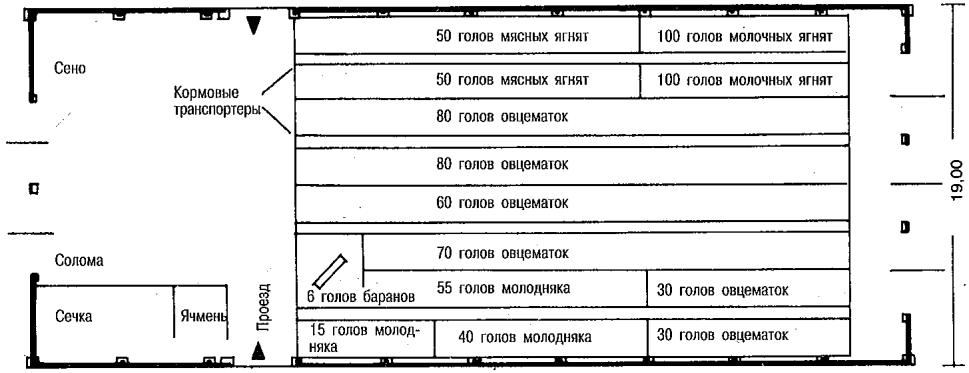 50 голов мясных ягнят
100 голов молочных ягнят
Сено
50 голов мясных ягнят
100 голов молочных ягнят
Кормовые
транспортеры
80 голов овцематок
80 голов овцематок
60 голов овцематок
19,00
70 голов овцематок
Солома
6 голов баранов
55 голов молодняка
30 голов овцематок
Сечка
Ячмень
Проезд
15 голов молод-
няка
40 голов молодняка
30 голов овцематок